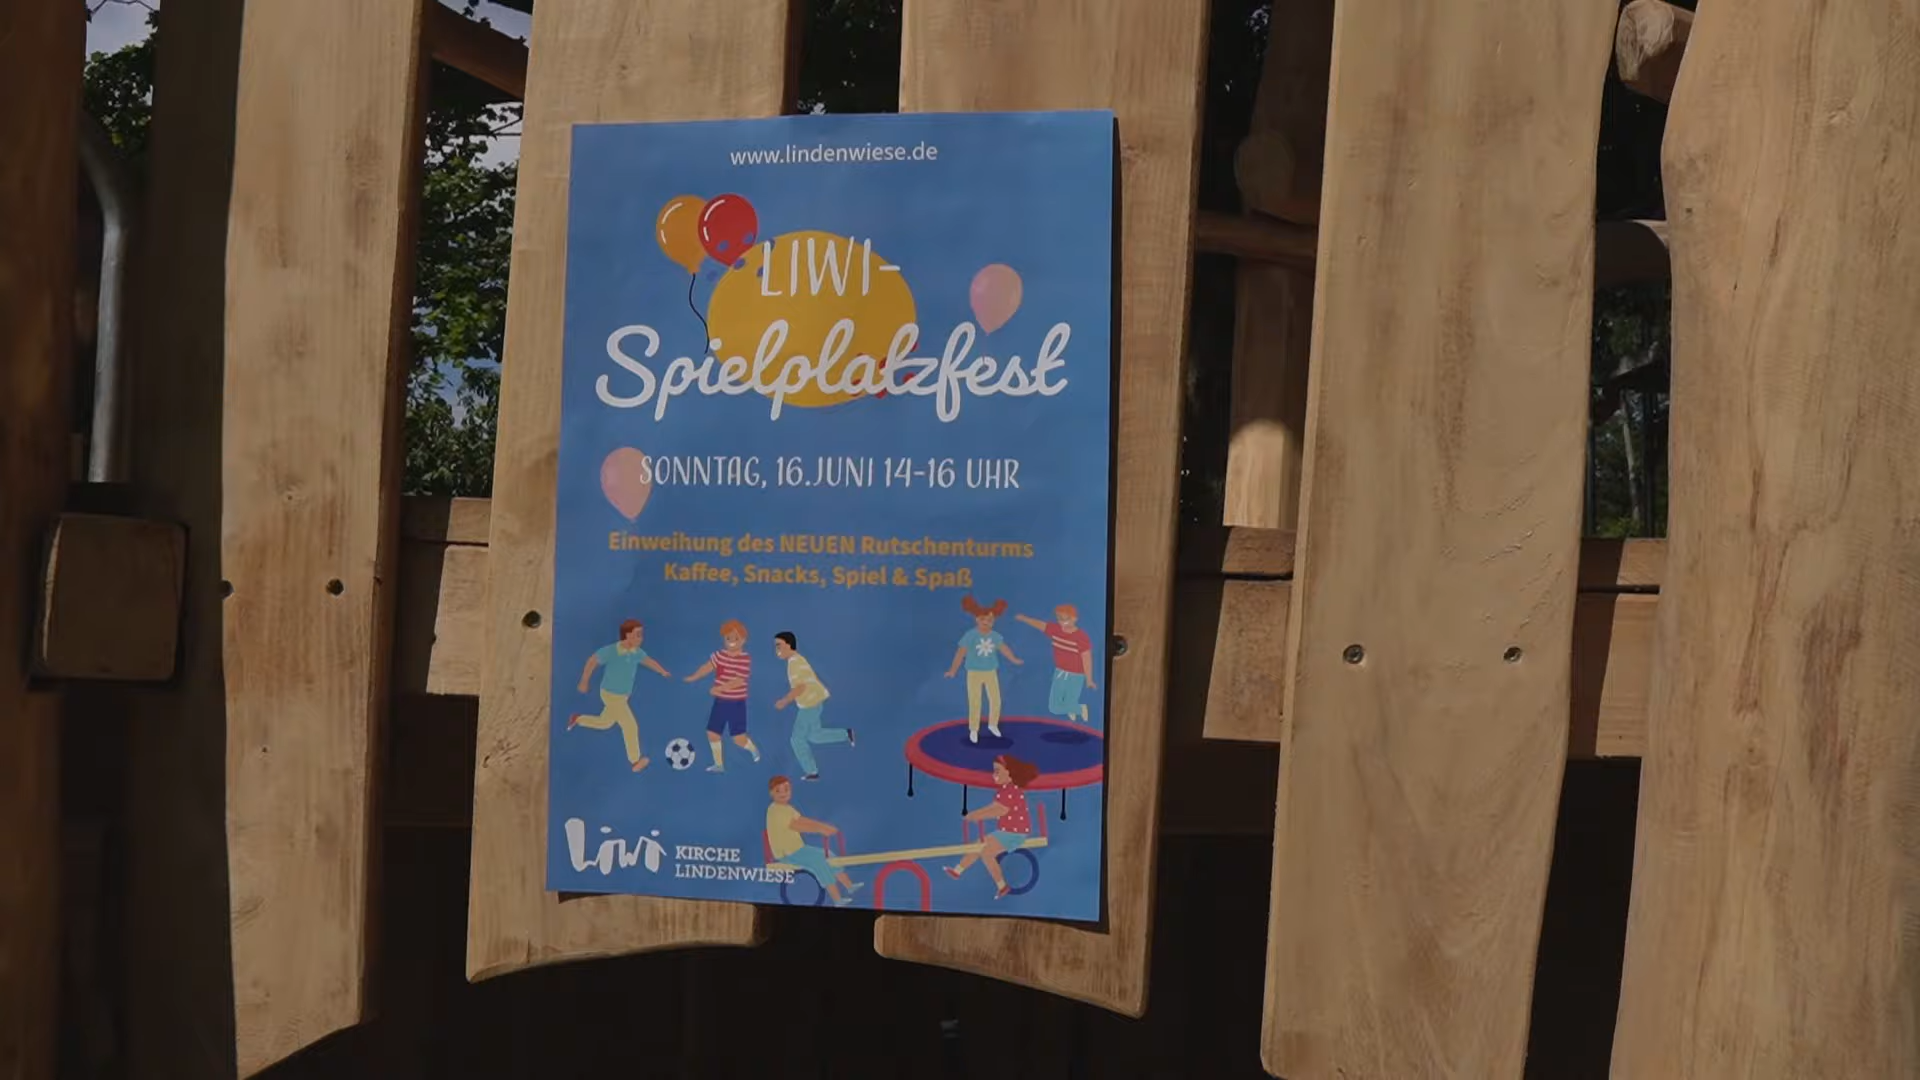 www.lindenwiese.de
LIWI-
Spielplatzfest
SONNTAG, 16.JUNI 14-16 UHR
Einweihung des NEUEN Rutschenturms
Kaffee, Snacks, Spiel & Spaß
Liwi KIRCHE
LINDENWIESE